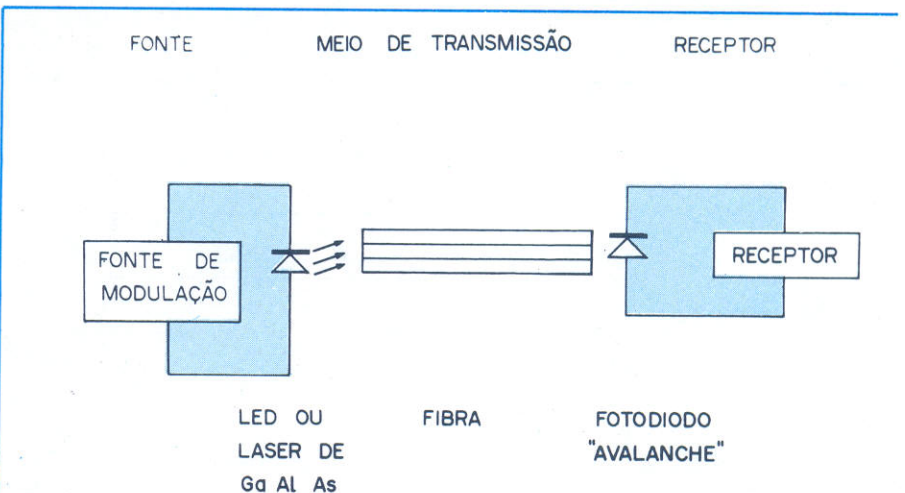 FONTE
MEIO DE TRANSMISSÃO
RECEPTOR
FONTE DE
MODULAÇÃO
RECEPTOR
LED OU
LASER DE
Ga Al As
FIBRA
FOTODIODO
"AVALANCHE"